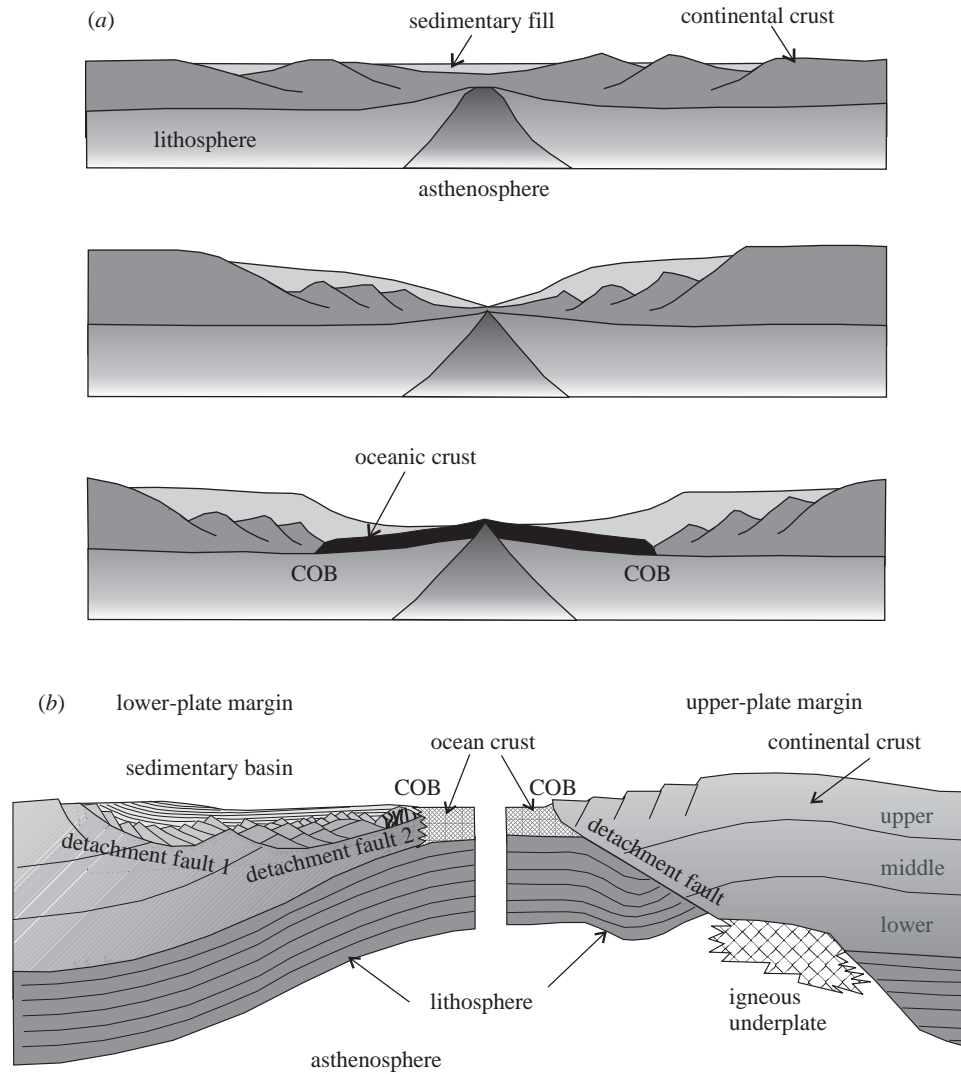 (a)
sedimentary fill
continental crust
lithosphere
asthenosphere
oceanic crust
COB
COB
(b)
lower-plate margin
upper-plate margin
ocean crust
continental crust
sedimentary basin
COB
COB
upper
detachment fault 1
detachment fault 2
detachment fault
middle
lower
lithosphere
igneous
underplate
asthenosphere